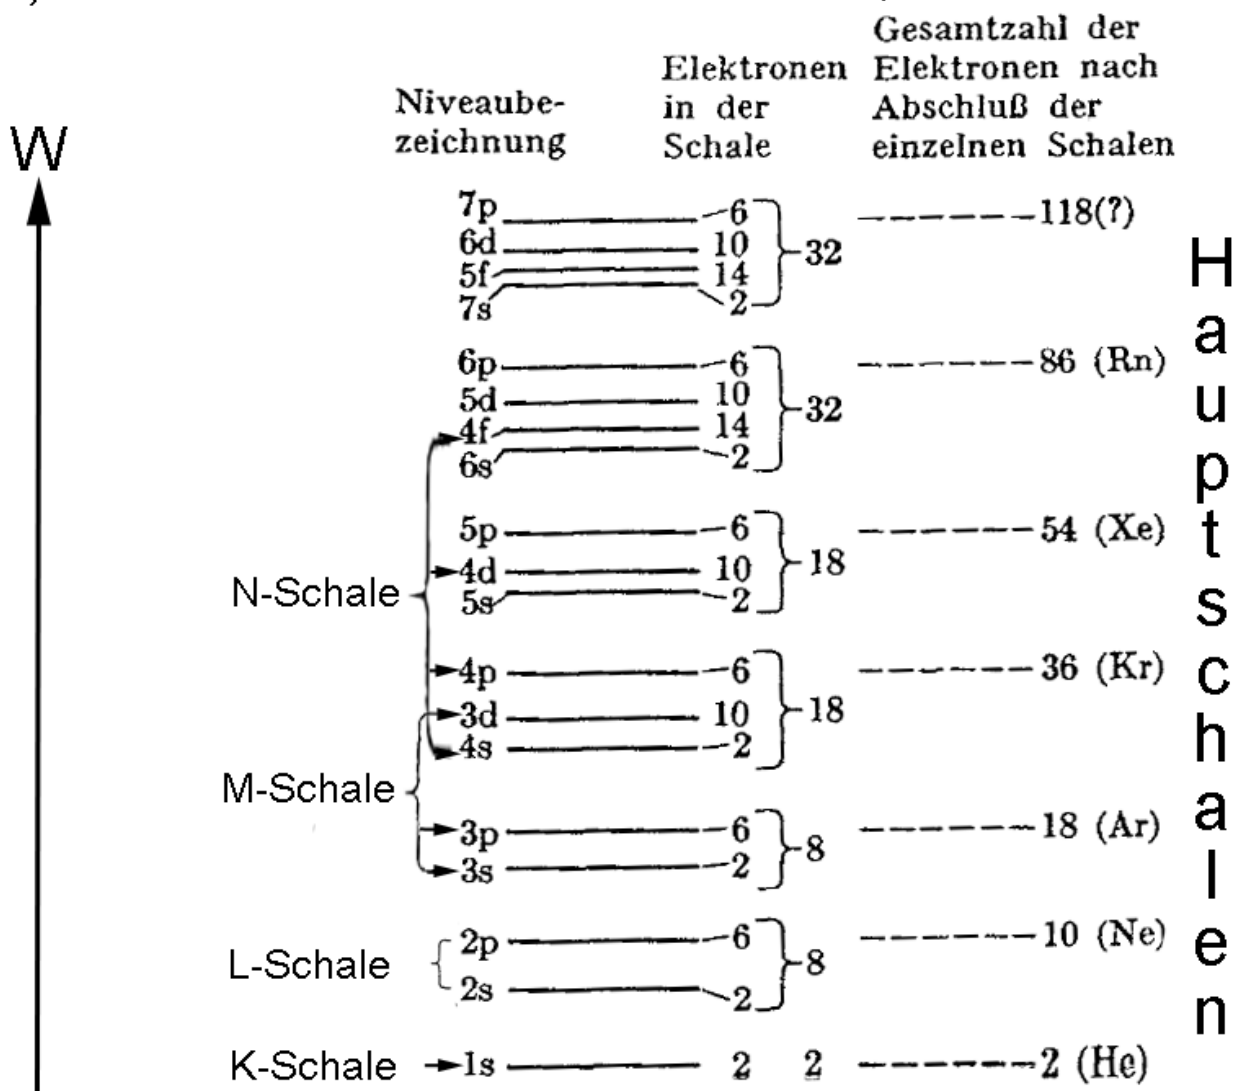 Gesamtzahl der
Elektronen Elektronen nach
Niveaube- in der Abschluß der
zeichnung Schale einzelnen Schalen
W
7p 6 118(?)
6d 10 32
5f 14
7s 2
6p 6 86 (Rn)
5d 10 32
4f 14
6s 2
5p 6 54 (Xe)
4d 10 18
N-Schale 5s 2
4p 6 36 (Kr)
3d 10 18
4s 2
M-Schale
3p 6 18 (Ar)
3s 2 8
2p 6 10 (Ne)
L-Schale 8
2s 2
K-Schale 1s 2 2 2 (He)
Hauptschalen